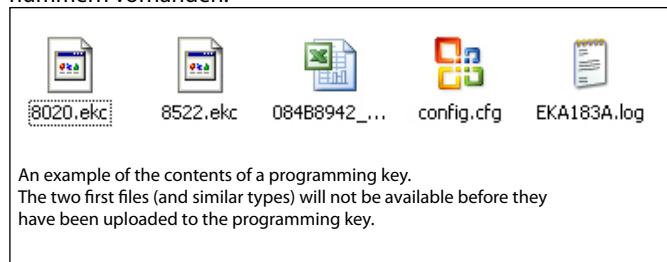 nummern vorhanden.
8020.ekc 8522.ekc 084B8942_... config.cfg EKA183A.log
An example of the contents of a programming key.
The two first files (and similar types) will not be available before they
have been uploaded to the programming key.